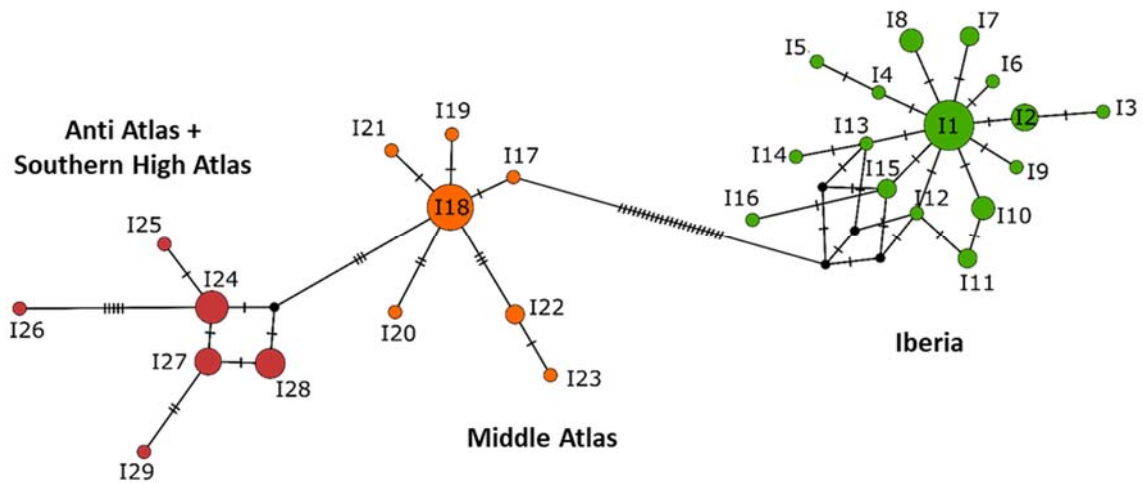 I8
I7
I5
I4
I6
I1
I2
I3
I19
I21
Anti Atlas +
Southern High Atlas
I17
I13
I14
I15
I9
I18
I16
I12
I10
I25
I24
I11
I26
I20
I22
I27
I28
Iberia
I23
Middle Atlas
I29